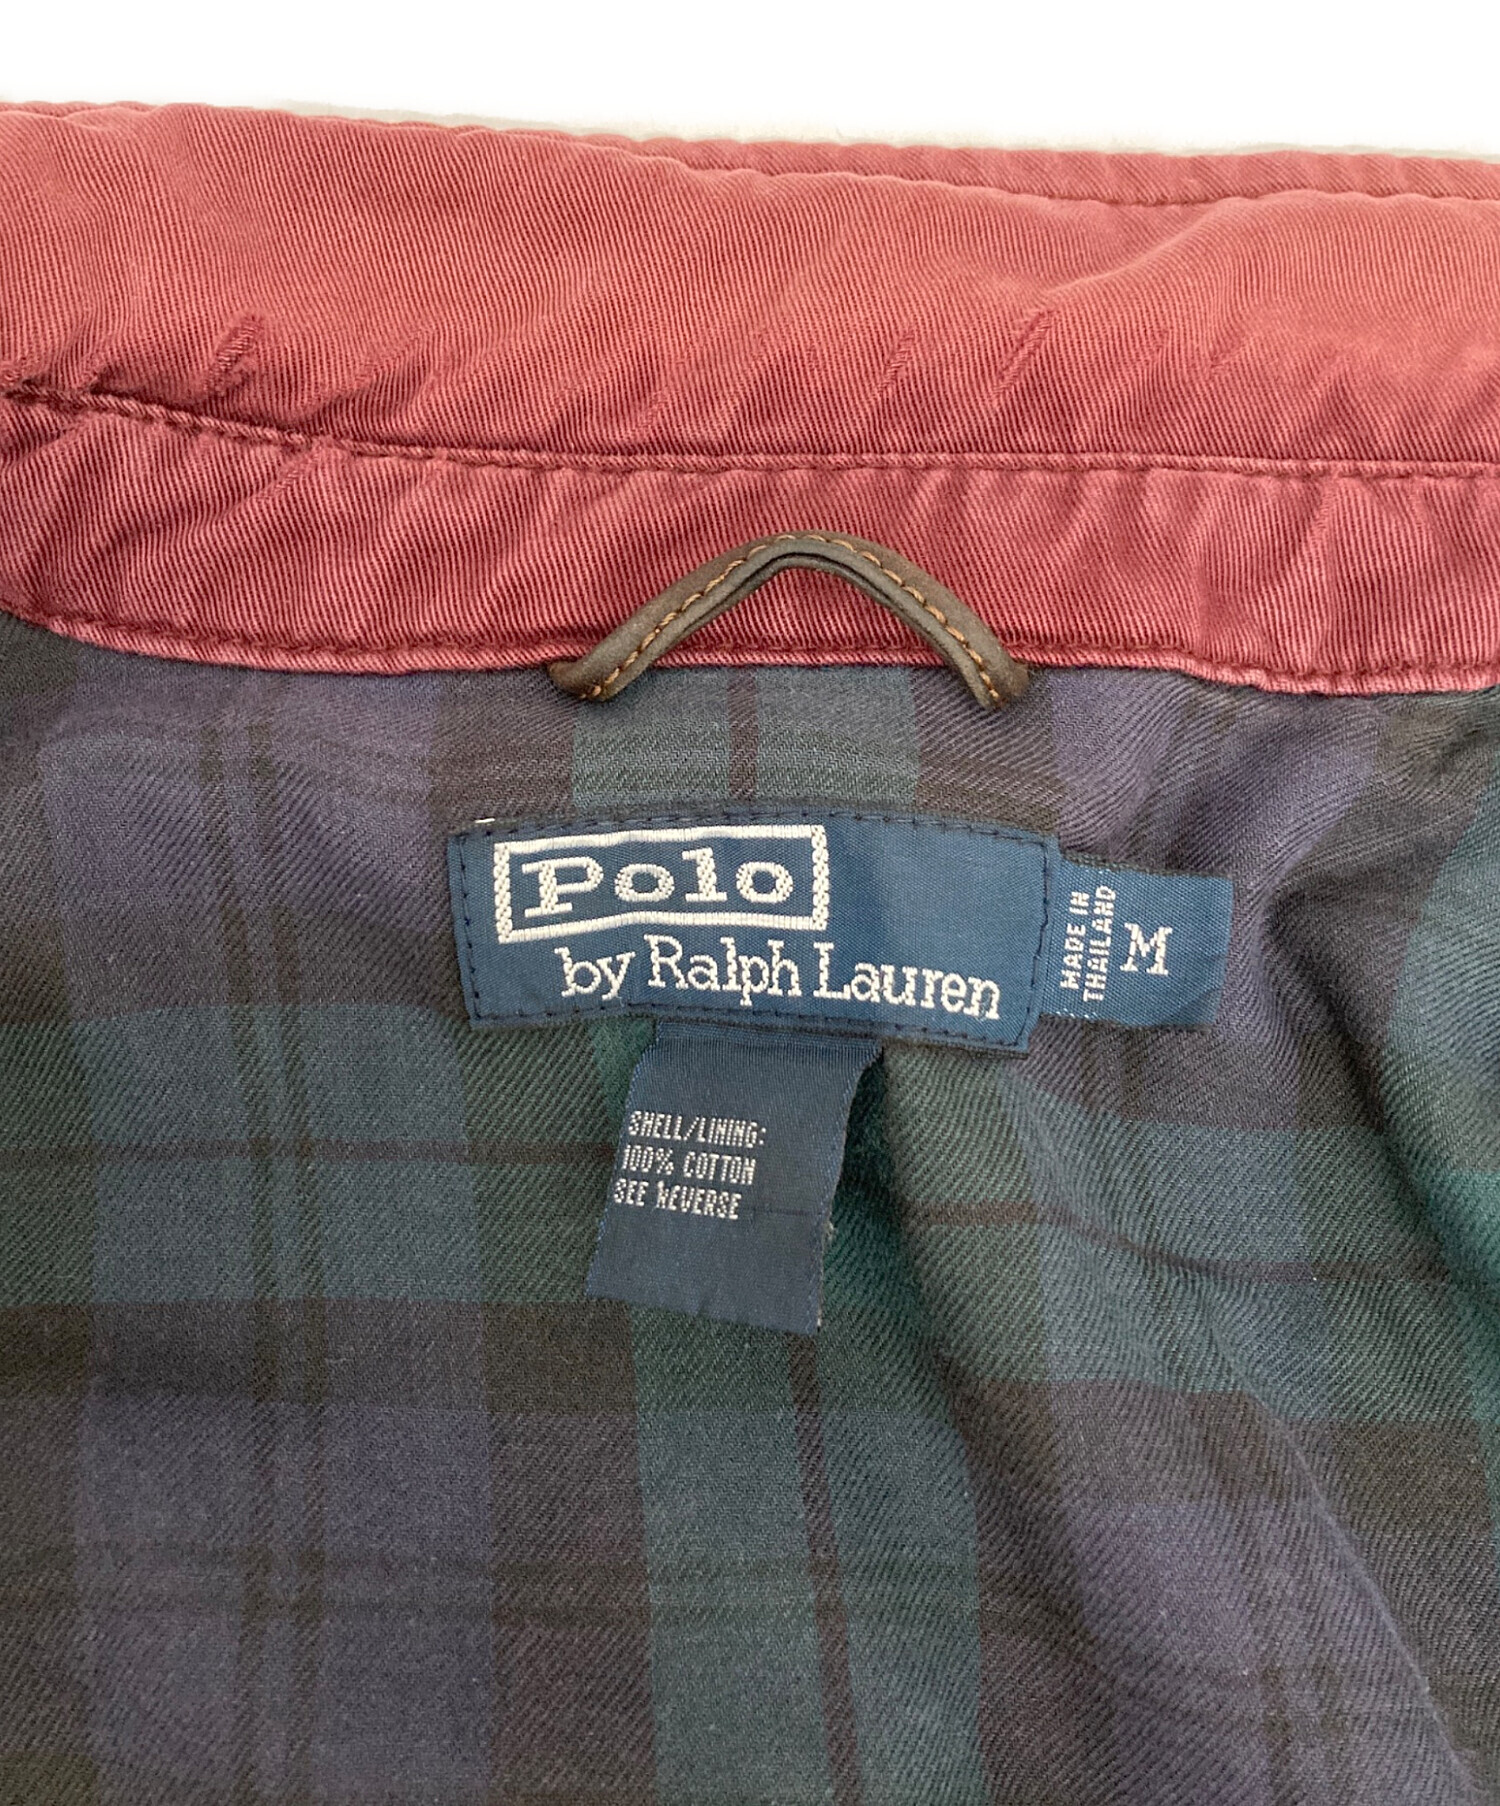 Polo
by Ralph Lauren
MADE IN
THAILAND
M
SHELL/LINING:
100% COTTON
SEE REVERSE